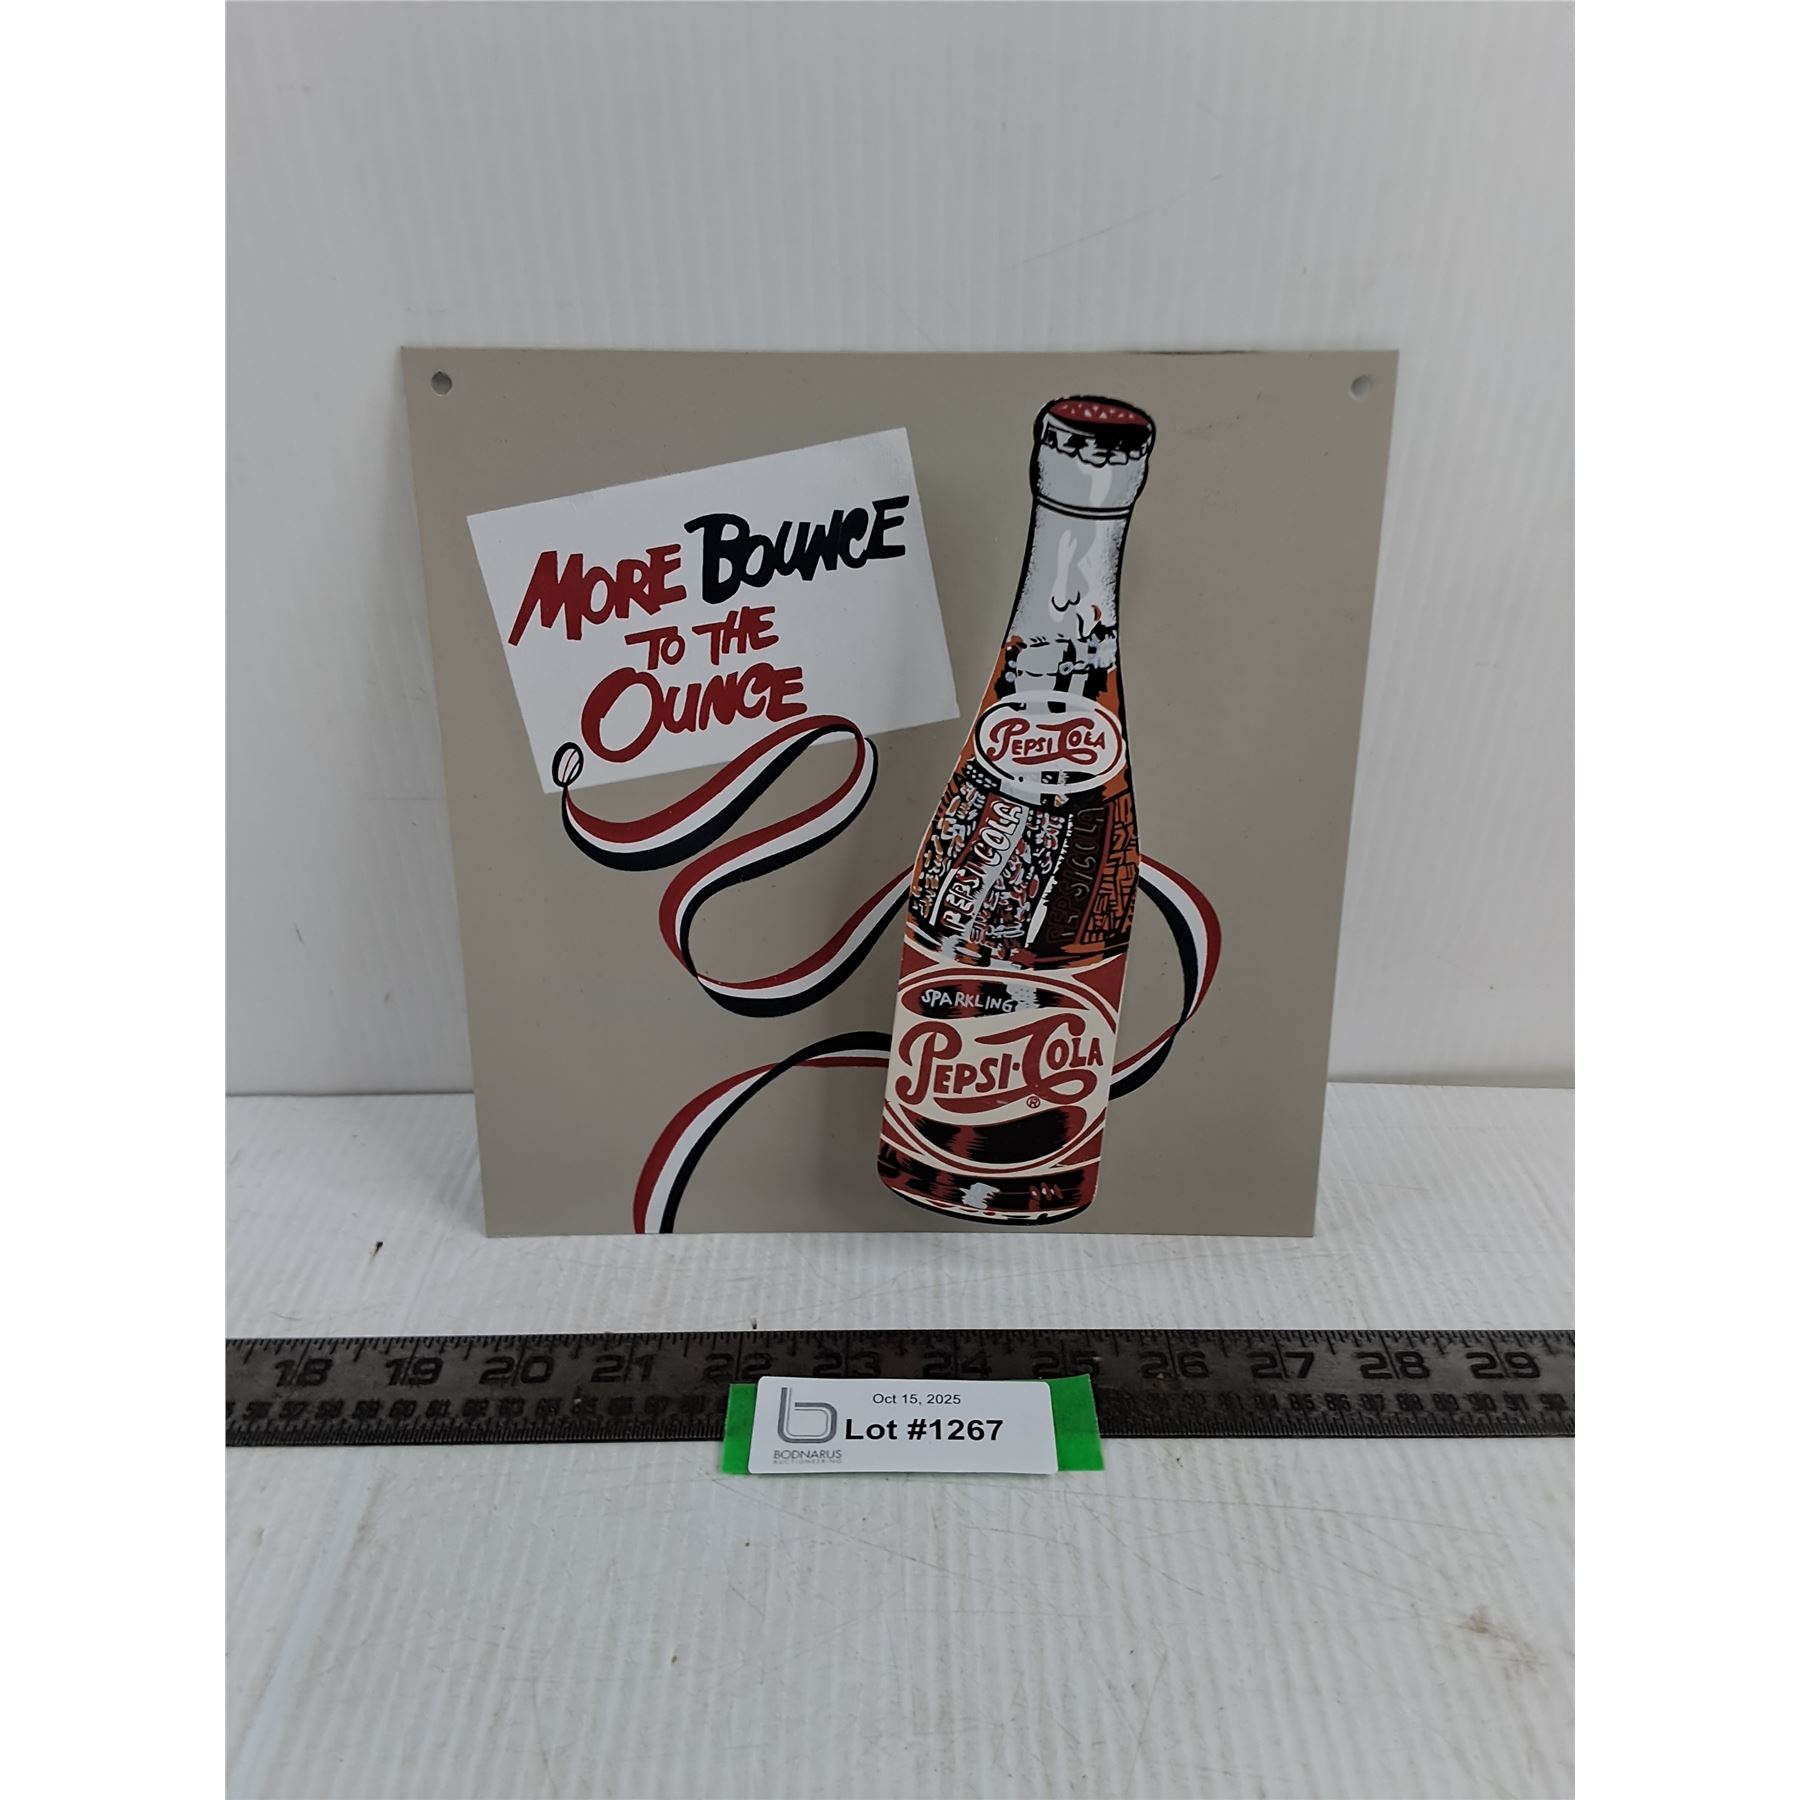 MORE BOUNCE
TO THE
OUNCE
PEPSI COLA
PEPSI COLA
PEPSI COLA
SPARKLING
PEPSI·COLA
®
18 19 20 21 22 23 24 25 26 27 28 29
Oct 15, 2025
Lot #1267
BODNARUS
AUCTIONEERING